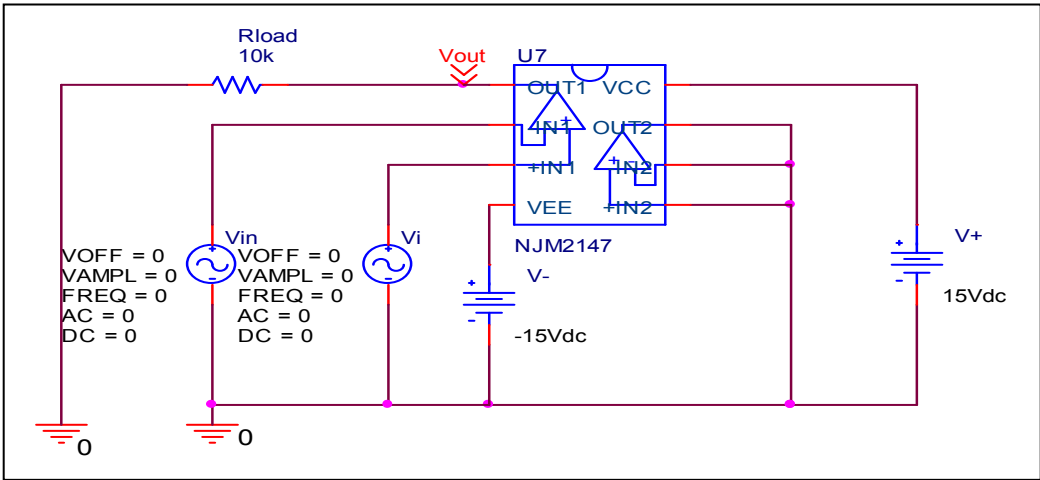 Rload
10k
Vout
U7
OUT1
VCC
-IN1
OUT2
+IN1
-IN2
VEE
+IN2
NJM2147
Vin
VOFF = 0
VAMPL = 0
FREQ = 0
AC = 0
DC = 0
Vi
VOFF = 0
VAMPL = 0
FREQ = 0
AC = 0
DC = 0
V-
-15Vdc
V+
15Vdc
0
0